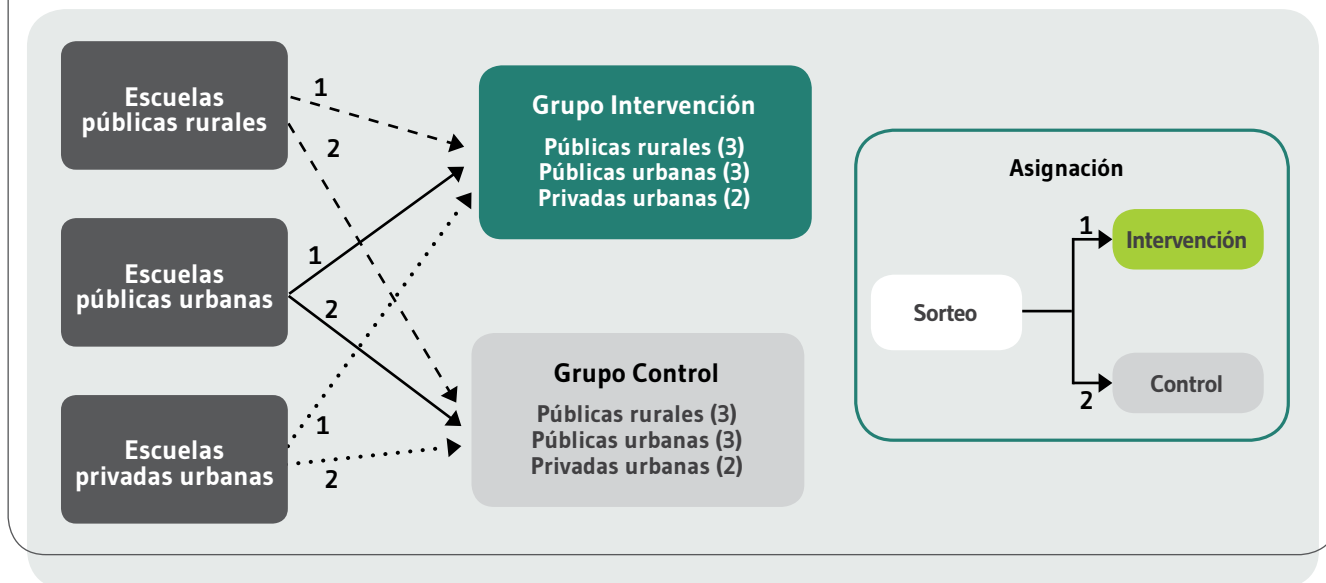 Escuelas
públicas rurales
1
2
Escuelas
públicas urbanas
1
2
Escuelas
privadas urbanas
1
2
Grupo Intervención
Públicas rurales (3)
Públicas urbanas (3)
Privadas urbanas (2)
Grupo Control
Públicas rurales (3)
Públicas urbanas (3)
Privadas urbanas (2)
Asignación
Sorteo
1
Intervención
2
Control